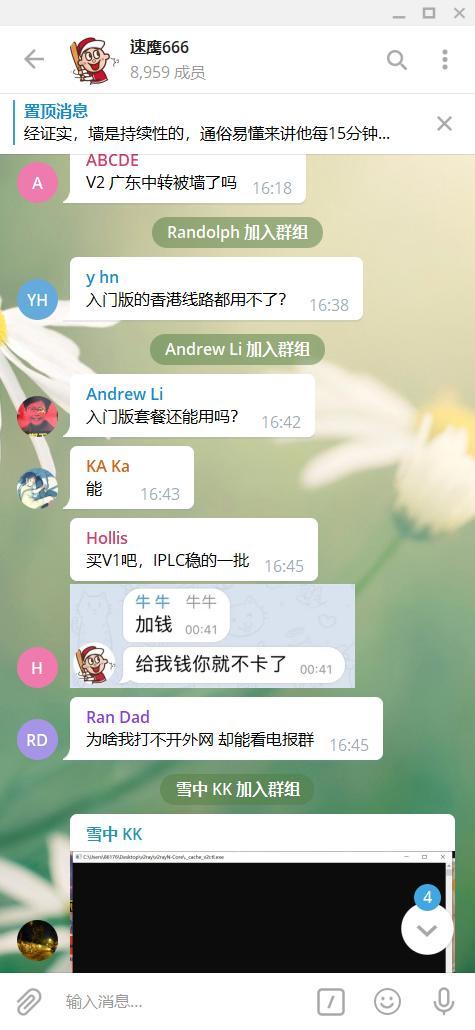 速鹰666
8,959 成员
置顶消息
经证实，墙是持续性的，通俗易懂来讲他每15分钟...
ABCDE
V2 广东中转被墙了吗 16:18
Randolph 加入群组
y hn
YH
入门版的香港线路都用不了？ 16:38
Andrew Li 加入群组
Andrew Li
入门版套餐还能用吗？ 16:42
KA Ka
能 16:43
Hollis
买V1吧，IPLC稳的一批 16:45
牛 牛 牛牛
加钱 00:41
给我钱你就不卡了 00:41
A
H
Ran Dad
RD
为啥我打不开外网 却能看电报群 16:45
雪中 KK 加入群组
雪中 KK
4
输入消息...